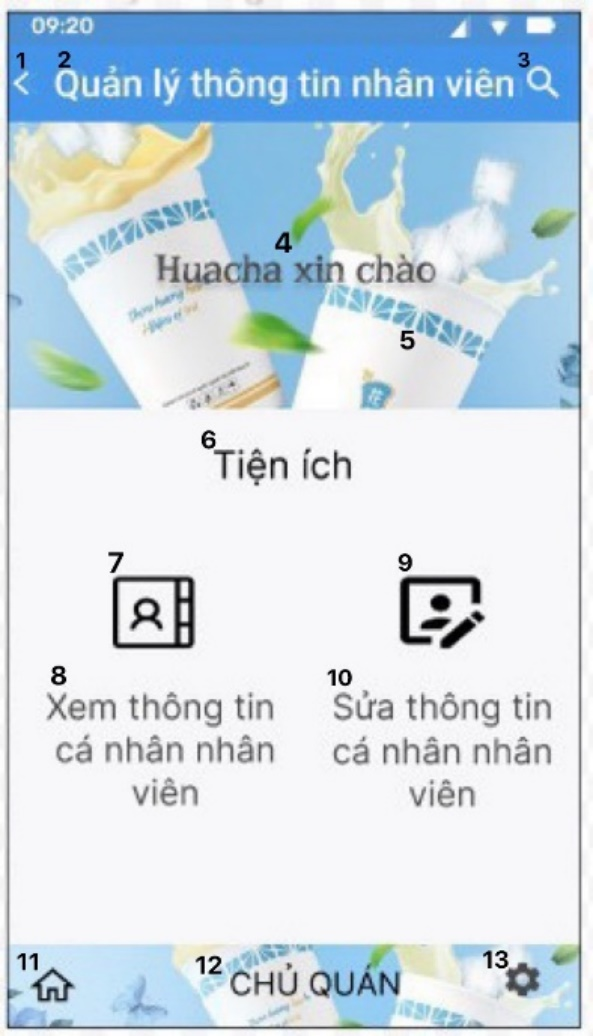 09:20
1 2 3
< Quản lý thông tin nhân viên
4
Huacha xin chào
5
花
6
Tiện ích
7 9
8 10
Xem thông tin
cá nhân nhân
viên
Sửa thông tin
cá nhân nhân
viên
11 12 13
CHỦ QUÁN